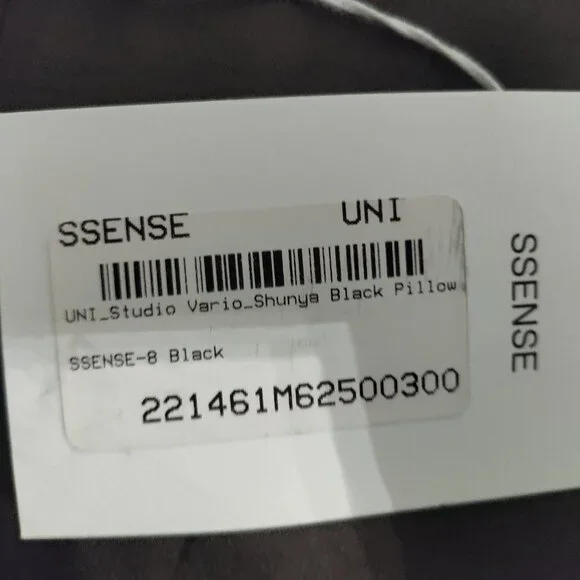 SSENSE UNI
UNI_Studio Vario_Shunya Black Pillow
SSENSE-8 Black
221461M62500300
SSENSE